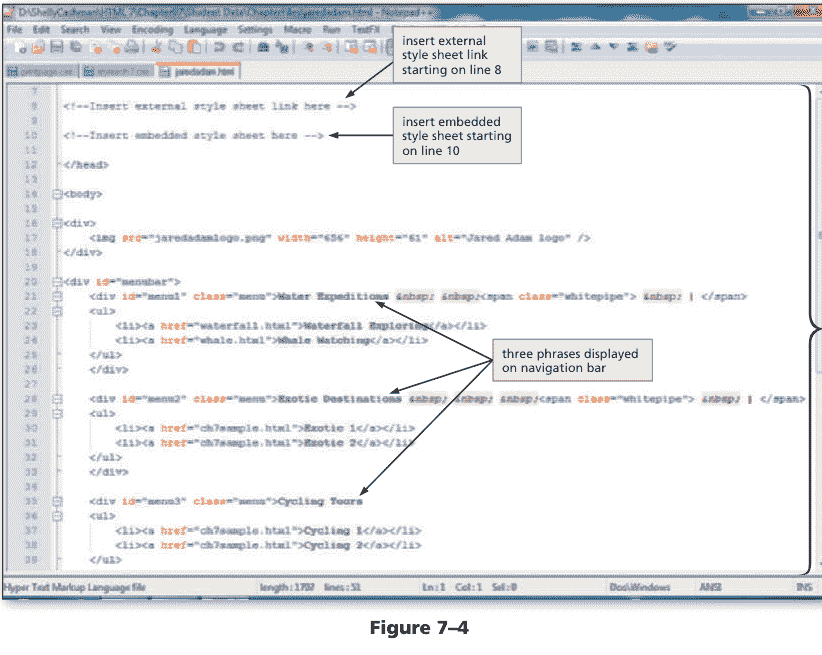 D:\ShellyCashman\HTML 7\Chapter07\Student Data\Chapter - Notepad++
File Edit Search View Encoding Language Settings Macro Run TextFX
insert external
style sheet link
starting on line 8
jaredadam.html
7
8 <!--Insert external style sheet link here -->
insert embedded
style sheet starting
on line 10
9
10 <!--Insert embedded style sheet here -->
11
12 </head>
13
14 <body>
15
16 <div>
17 <img src="jaredadamlogo.png" width="656" height="61" alt="Jared Adam logo" />
18 </div>
19
20 <div id="menubar">
21 <div id="menu1" class="menu">Water Expeditions &nbsp; &nbsp;<span class="whitepipe"> &nbsp; | </span>
22 <ul>
23 <li><a href="waterfall.html">Waterfall Exploring</a></li>
24 <li><a href="whale.html">Whale Watching</a></li>
25 </ul>
26 </div>
three phrases displayed
on navigation bar
27
28 <div id="menu2" class="menu">Exotic Destinations &nbsp; &nbsp; &nbsp;<span class="whitepipe"> &nbsp; | </span>
29 <ul>
30 <li><a href="ch7sample.html">Exotic 1</a></li>
31 <li><a href="ch7sample.html">Exotic 2</a></li>
32 </ul>
33 </div>
34
35 <div id="menu3" class="menu">Cycling Tours
36 <ul>
37 <li><a href="ch7sample.html">Cycling 1</a></li>
38 <li><a href="ch7sample.html">Cycling 2</a></li>
39 </ul>
Hyper Text Markup Language file length:1702 lines:51 Ln:1 Col:1 Sel:0 Dos\Windows ANSI INS
Figure 7–4